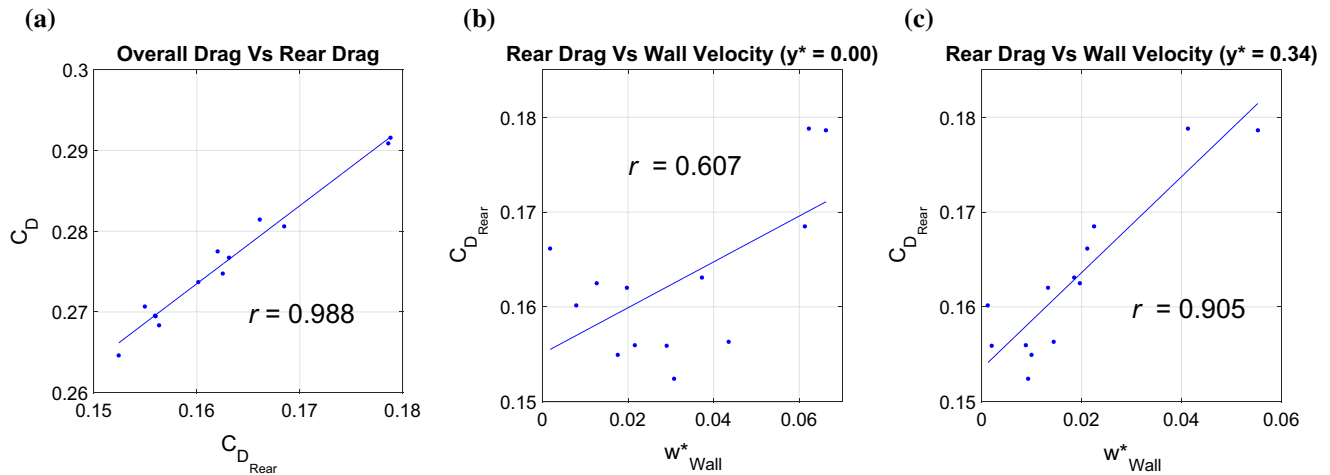 (a)
Overall Drag Vs Rear Drag
0.3
0.29
0.28
0.27
0.26
C_D
r = 0.988
0.15
0.16
0.17
0.18
C_D_Rear
(b)
Rear Drag Vs Wall Velocity (y* = 0.00)
0.18
0.17
0.16
0.15
C_D_Rear
r = 0.607
0
0.02
0.04
0.06
w*_Wall
(c)
Rear Drag Vs Wall Velocity (y* = 0.34)
0.18
0.17
0.16
0.15
C_D_Rear
r = 0.905
0
0.02
0.04
0.06
w*_Wall